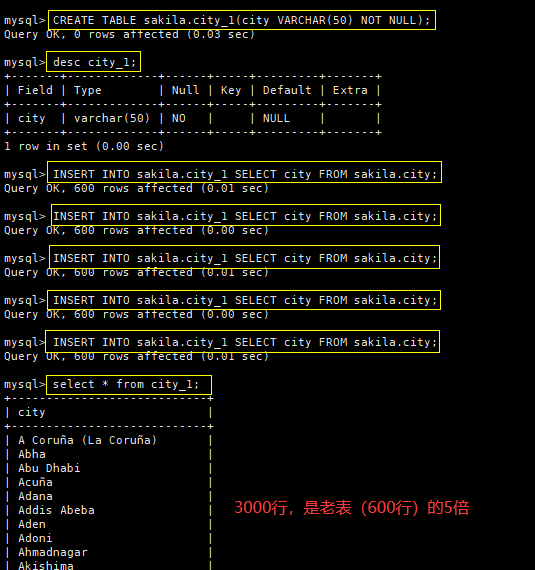 mysql> CREATE TABLE sakila.city_1(city VARCHAR(50) NOT NULL);
Query OK, 0 rows affected (0.03 sec)
mysql> desc city_1;
+-------+-------------+------+-----+---------+-------+
| Field | Type        | Null | Key | Default | Extra |
+-------+-------------+------+-----+---------+-------+
| city  | varchar(50) | NO   |     | NULL    |       |
+-------+-------------+------+-----+---------+-------+
1 row in set (0.00 sec)
mysql> INSERT INTO sakila.city_1 SELECT city FROM sakila.city;
Query OK, 600 rows affected (0.01 sec)
mysql> INSERT INTO sakila.city_1 SELECT city FROM sakila.city;
Query OK, 600 rows affected (0.00 sec)
mysql> INSERT INTO sakila.city_1 SELECT city FROM sakila.city;
Query OK, 600 rows affected (0.01 sec)
mysql> INSERT INTO sakila.city_1 SELECT city FROM sakila.city;
Query OK, 600 rows affected (0.00 sec)
mysql> INSERT INTO sakila.city_1 SELECT city FROM sakila.city;
Query OK, 600 rows affected (0.01 sec)
mysql> select * from city_1;
+----------------------------+
| city                       |
+----------------------------+
| A Coruña (La Coruña)       |
| Abha                       |
| Abu Dhabi                  |
| Acuña                      |
| Adana                      |
| Addis Abeba                |
3000行，是老表（600行）的5倍
| Aden                       |
| Adoni                      |
| Ahmadnagar                 |
| Akishima                   |